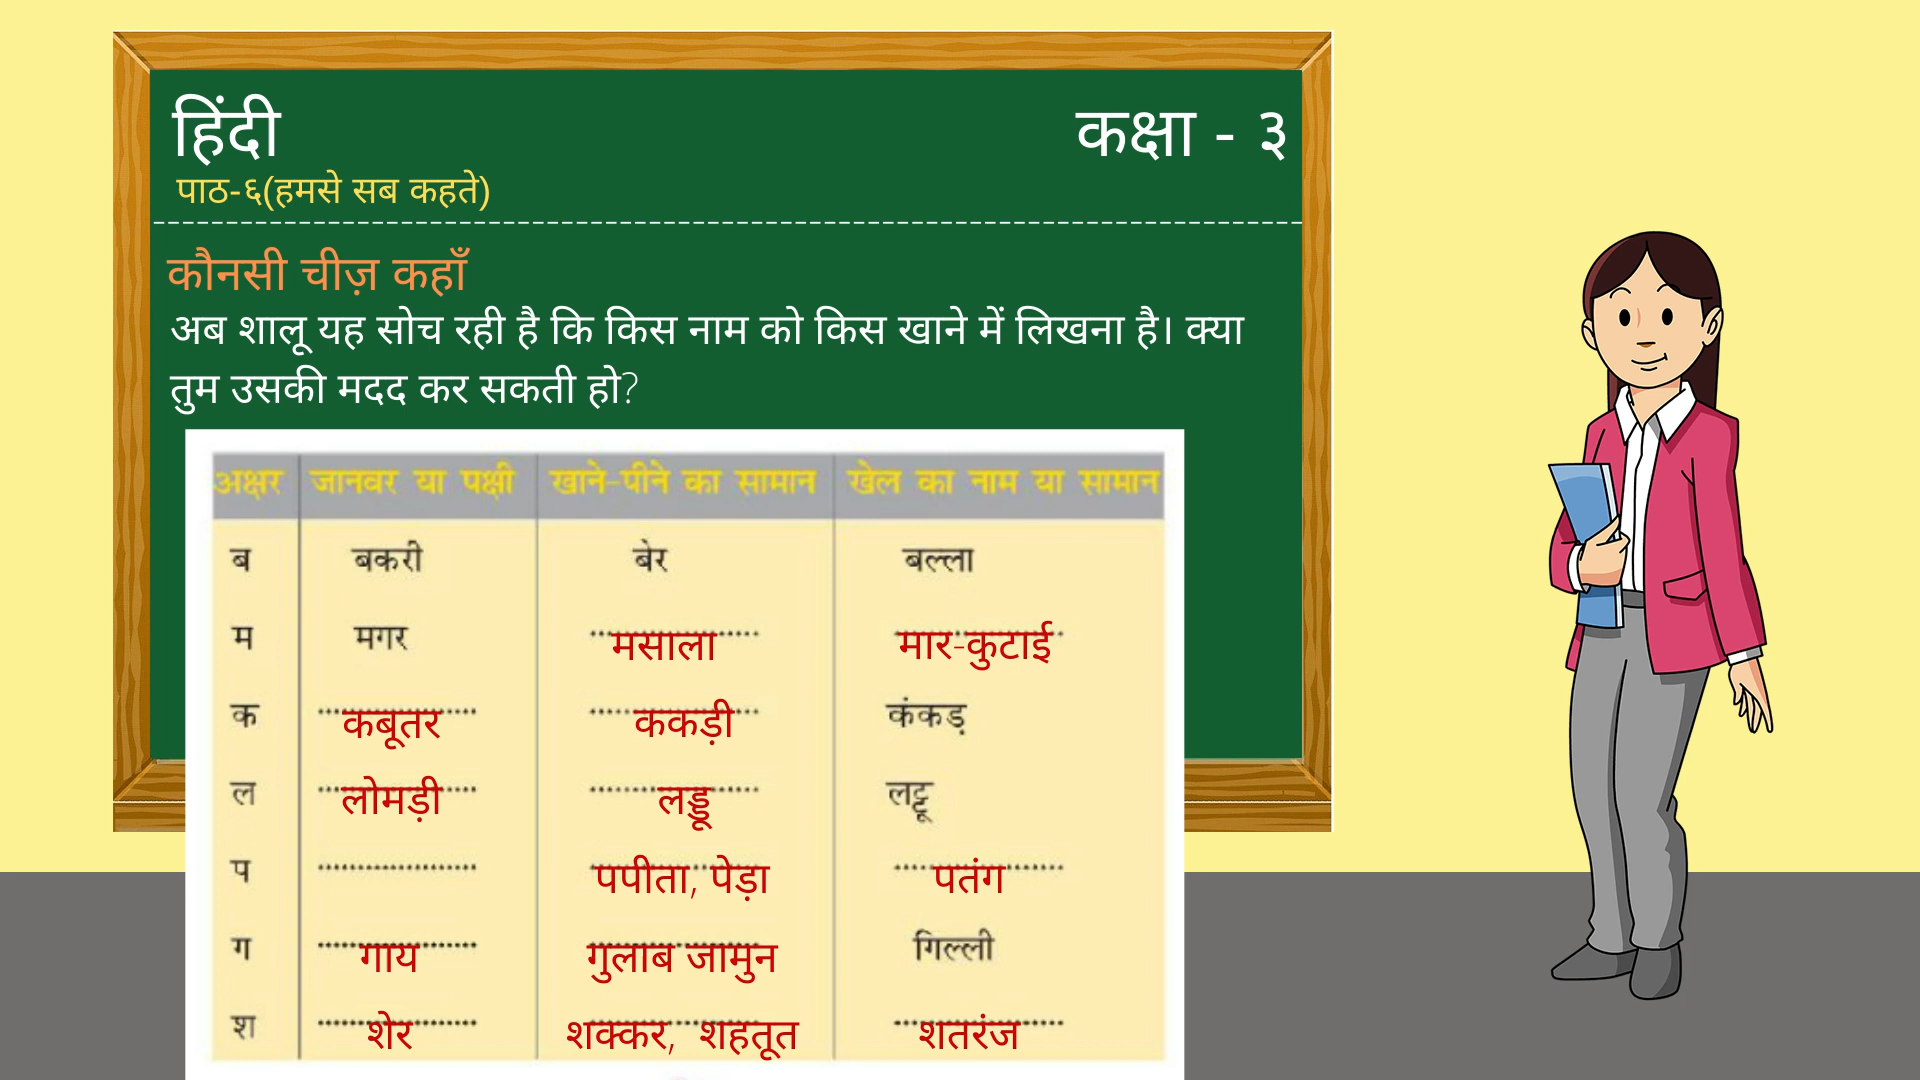 हिंदी कक्षा - ३
पाठ-६(हमसे सब कहते)
कौनसी चीज़ कहाँ
अब शालू यह सोच रही है कि किस नाम को किस खाने में लिखना है। क्या
तुम उसकी मदद कर सकती हो?
अक्षर जानवर या पक्षी खाने-पीने का सामान खेल का नाम या सामान
ब बकरी बेर बल्ला
म मगर मसाला मार-कुटाई
क कबूतर ककड़ी कंकड़
ल लोमड़ी लड्डू लट्टू
प पपीता, पेड़ा पतंग
ग गाय गुलाब जामुन गिल्ली
श शेर शक्कर, शहतूत शतरंज